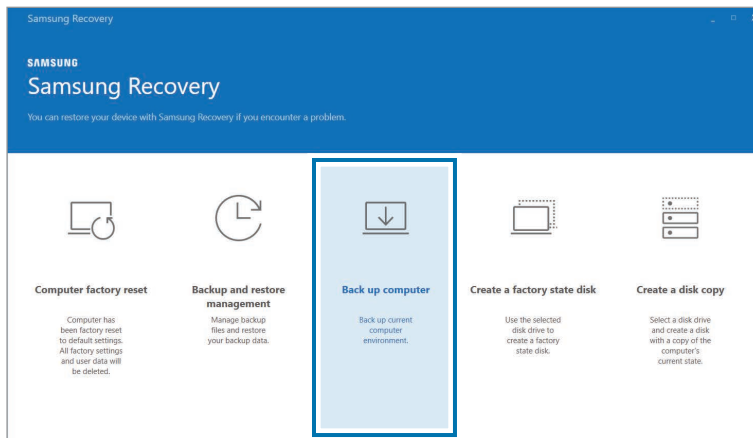 Samsung Recovery
SAMSUNG
Samsung Recovery
You can restore your device with Samsung Recovery if you encounter a problem.
Computer factory reset
Computer has
been factory reset
to default settings.
All factory settings
and user data will
be deleted.
Backup and restore
management
Manage backup
files and restore
your backup data.
Back up computer
Back up current
computer
environment.
Create a factory state disk
Use the selected
disk drive to
create a factory
state disk.
Create a disk copy
Select a disk drive
and create a disk
with a copy of the
computer's
current state.